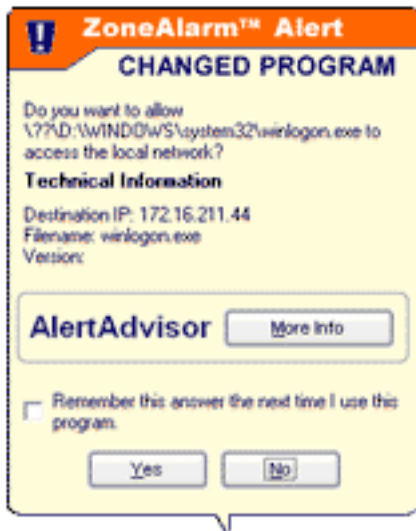 ZoneAlarm™ Alert
CHANGED PROGRAM
Do you want to allow
\??\D:\WINDOWS\system32\winlogon.exe to
access the local network?
Technical Information
Destination IP: 172.16.211.44
Filename: winlogon.exe
Version:
AlertAdvisor
More Info
Remember this answer the next time I use this
program.
Yes
No